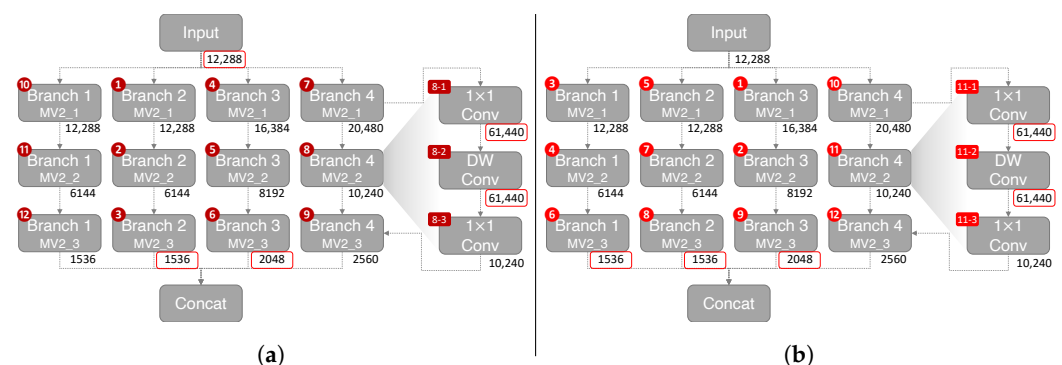 Input
12,288
10 Branch 1 MV2_1
1 Branch 2 MV2_1
4 Branch 3 MV2_1
7 Branch 4 MV2_1
8-1 1×1 Conv
12,288
12,288
16,384
20,480
61,440
11 Branch 1 MV2_2
2 Branch 2 MV2_2
5 Branch 3 MV2_2
8 Branch 4 MV2_2
8-2 DW Conv
6144
6144
8192
10,240
61,440
12 Branch 1 MV2_3
3 Branch 2 MV2_3
6 Branch 3 MV2_3
9 Branch 4 MV2_3
8-3 1×1 Conv
1536
1536
2048
2560
10,240
Concat
(a)
Input
12,288
3 Branch 1 MV2_1
5 Branch 2 MV2_1
1 Branch 3 MV2_1
10 Branch 4 MV2_1
11-1 1×1 Conv
12,288
12,288
16,384
20,480
61,440
4 Branch 1 MV2_2
7 Branch 2 MV2_2
2 Branch 3 MV2_2
11 Branch 4 MV2_2
11-2 DW Conv
6144
6144
8192
10,240
61,440
6 Branch 1 MV2_3
8 Branch 2 MV2_3
9 Branch 3 MV2_3
12 Branch 4 MV2_3
11-3 1×1 Conv
1536
1536
2048
2560
10,240
Concat
(b)